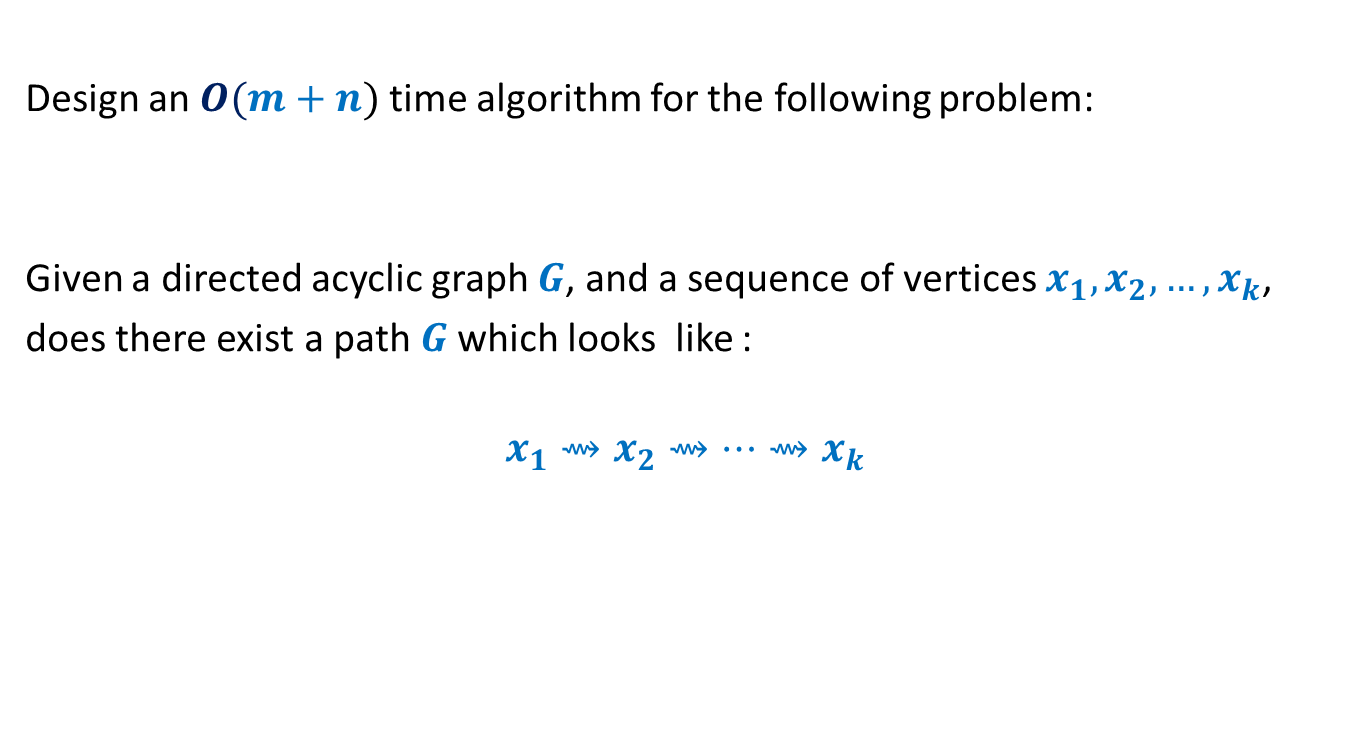 Design an O(m + n) time algorithm for the following problem:
Given a directed acyclic graph G, and a sequence of vertices x₁, x₂, … , xₖ,
does there exist a path G which looks like :
x₁ ⇝ x₂ ⇝ ⋯ ⇝ xₖ